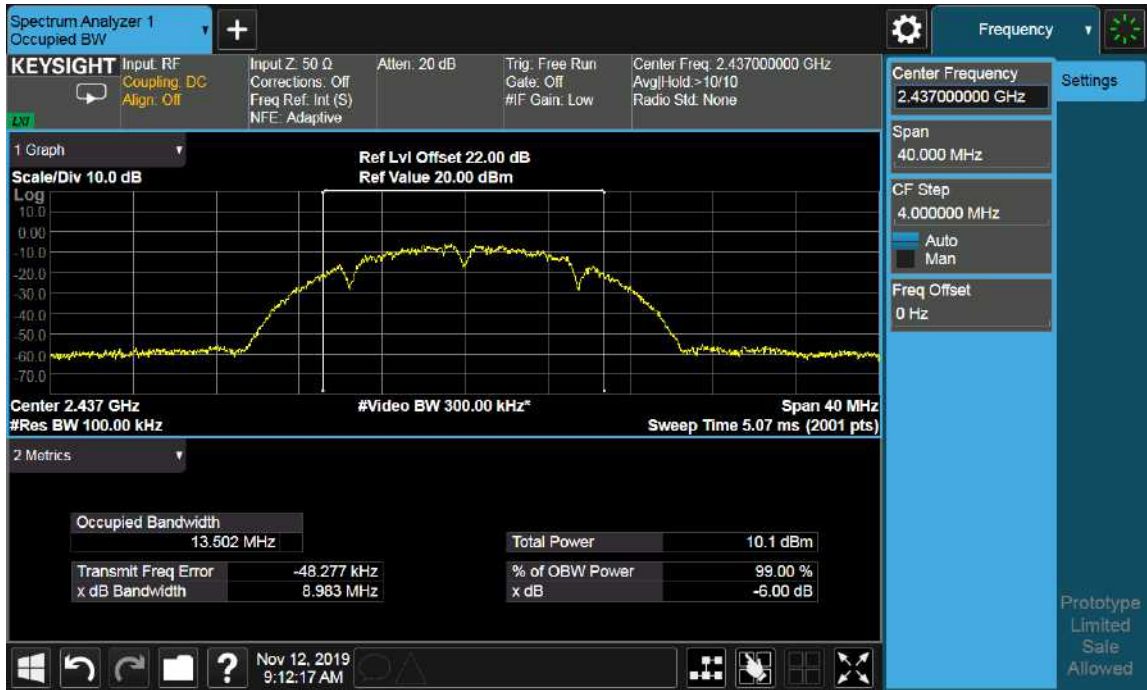 Spectrum Analyzer 1
Occupied BW
+
Frequency
KEYSIGHT
Input: RF
Coupling: DC
Align: Off
Input Z: 50 Ω
Corrections: Off
Freq Ref: Int (S)
NFE: Adaptive
Atten: 20 dB
Trig: Free Run
Gate: Off
#IF Gain: Low
Center Freq: 2.437000000 GHz
Avg|Hold:>10/10
Radio Std: None
LXI
Center Frequency
2.437000000 GHz
Settings
Span
40.000 MHz
CF Step
4.000000 MHz
Auto
Man
Freq Offset
0 Hz
1 Graph
Scale/Div 10.0 dB
Ref Lvl Offset 22.00 dB
Ref Value 20.00 dBm
Log
10.0
0.00
-10.0
-20.0
-30.0
-40.0
-50.0
-60.0
-70.0
Center 2.437 GHz
#Video BW 300.00 kHz*
Span 40 MHz
#Res BW 100.00 kHz
Sweep Time 5.07 ms (2001 pts)
2 Metrics
Occupied Bandwidth
13.502 MHz
Total Power 10.1 dBm
Transmit Freq Error -48.277 kHz
% of OBW Power 99.00 %
x dB Bandwidth 8.983 MHz
x dB -6.00 dB
Prototype
Limited
Sale
Allowed
?
Nov 12, 2019
9:12:17 AM